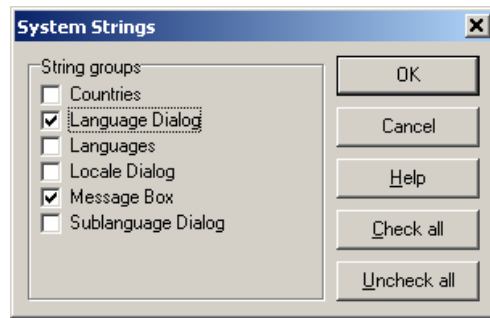 System Strings
String groups
Countries
Language Dialog
Languages
Locale Dialog
Message Box
Sublanguage Dialog
OK
Cancel
Help
Check all
Uncheck all